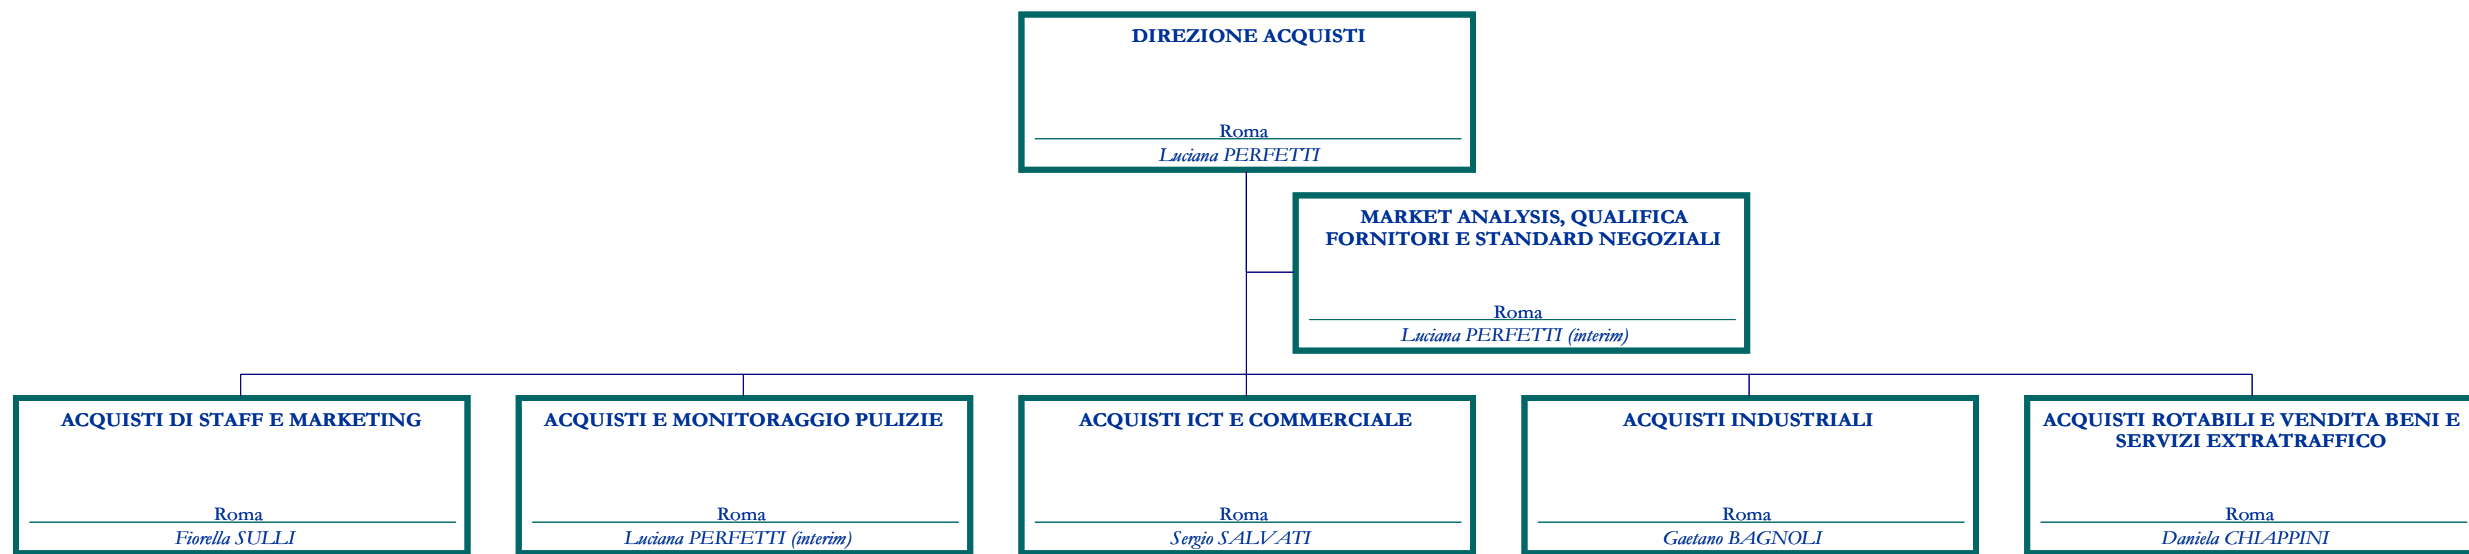 DIREZIONE ACQUISTI
Roma
Luciana PERFETTI
MARKET ANALYSIS, QUALIFICA
FORNITORI E STANDARD NEGOZIALI
Roma
Luciana PERFETTI (interim)
ACQUISTI DI STAFF E MARKETING
Roma
Fiorella SULLI
ACQUISTI E MONITORAGGIO PULIZIE
Roma
Luciana PERFETTI (interim)
ACQUISTI ICT E COMMERCIALE
Roma
Sergio SALVATI
ACQUISTI INDUSTRIALI
Roma
Gaetano BAGNOLI
ACQUISTI ROTABILI E VENDITA BENI E
SERVIZI EXTRATRAFFICO
Roma
Daniela CHIAPPINI